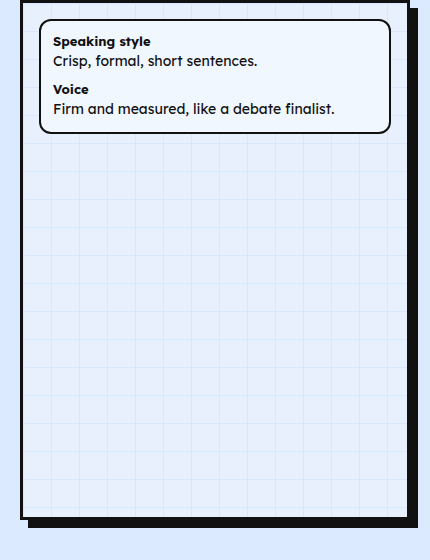 Speaking style
Crisp, formal, short sentences.
Voice
Firm and measured, like a debate finalist.